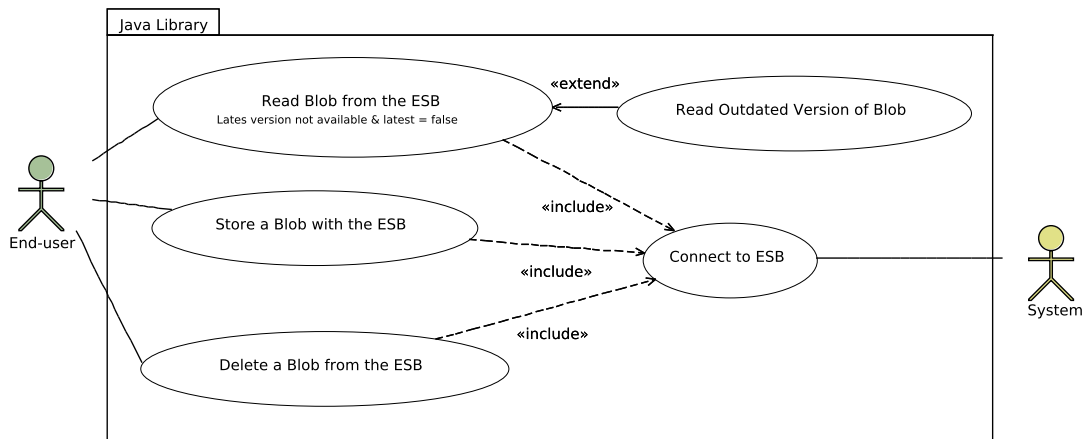 Java Library
«extend»
Read Blob from the ESB
Lates version not available & latest = false
Read Outdated Version of Blob
«include»
Store a Blob with the ESB
End-user
Connect to ESB
«include»
System
«include»
Delete a Blob from the ESB